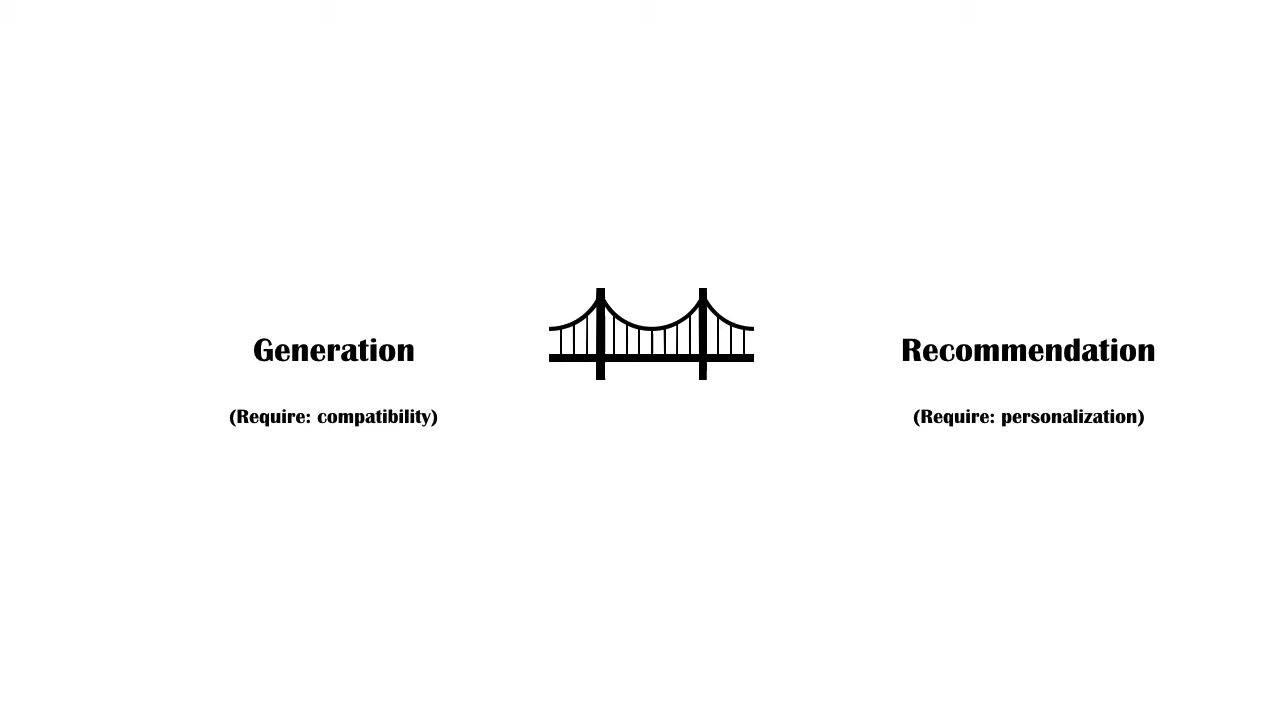 Generation
(Require: compatibility)
Recommendation
(Require: personalization)